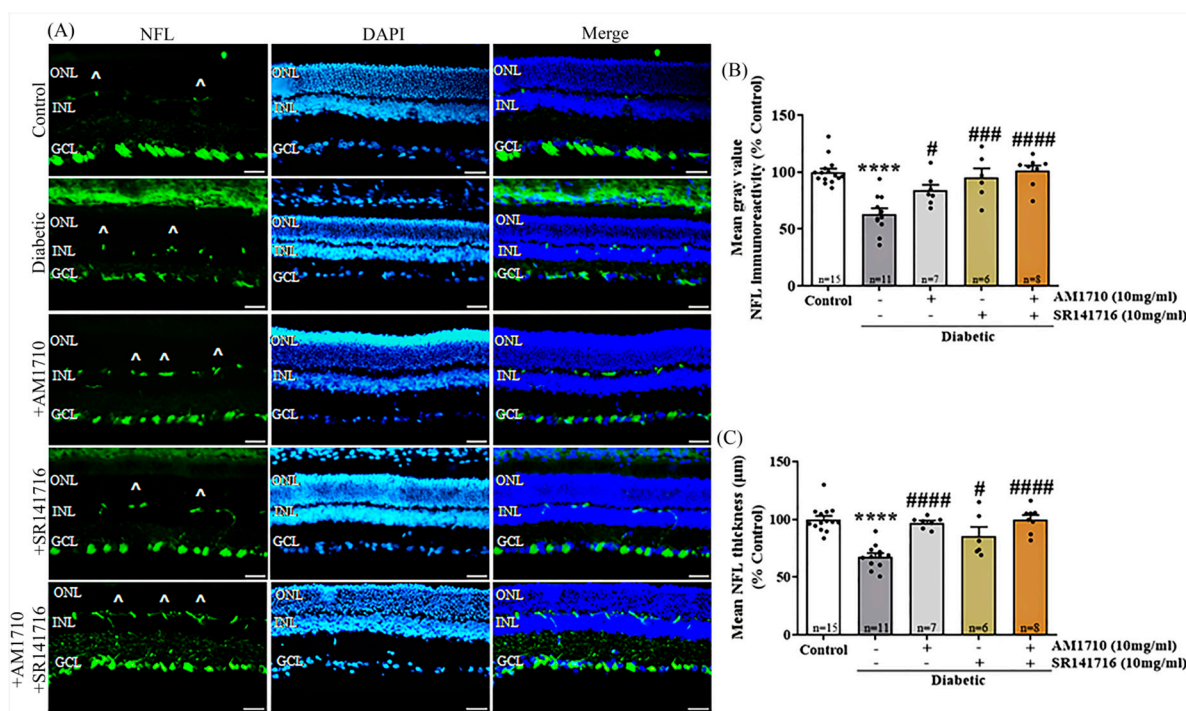 (A)
NFL DAPI Merge
Control
ONL ^ ^ ONL ONL
INL INL INL
GCL GCL GCL
Diabetic
ONL ^ ^ ONL ONL
INL INL INL
GCL GCL GCL
+AM1710
ONL ^ ^ ^ ONL ONL
INL INL INL
GCL GCL GCL
+SR141716
ONL ^ ^ ONL ONL
INL INL INL
GCL GCL GCL
+AM1710
+SR141716
ONL ^ ^ ^ ONL ONL
INL INL INL
GCL GCL GCL
(B)
Mean gray value
NFL immunoreactivity (% Control)
150
100
50
0
**** # ### ####
n=15 n=11 n=7 n=6 n=8
Control - + - + AM1710 (10mg/ml)
- - + + SR141716 (10mg/ml)
Diabetic
(C)
Mean NFL thickness (µm)
(% Control)
150
100
50
0
**** #### # ####
n=15 n=11 n=7 n=6 n=8
Control - + - + AM1710 (10mg/ml)
- - + + SR141716 (10mg/ml)
Diabetic